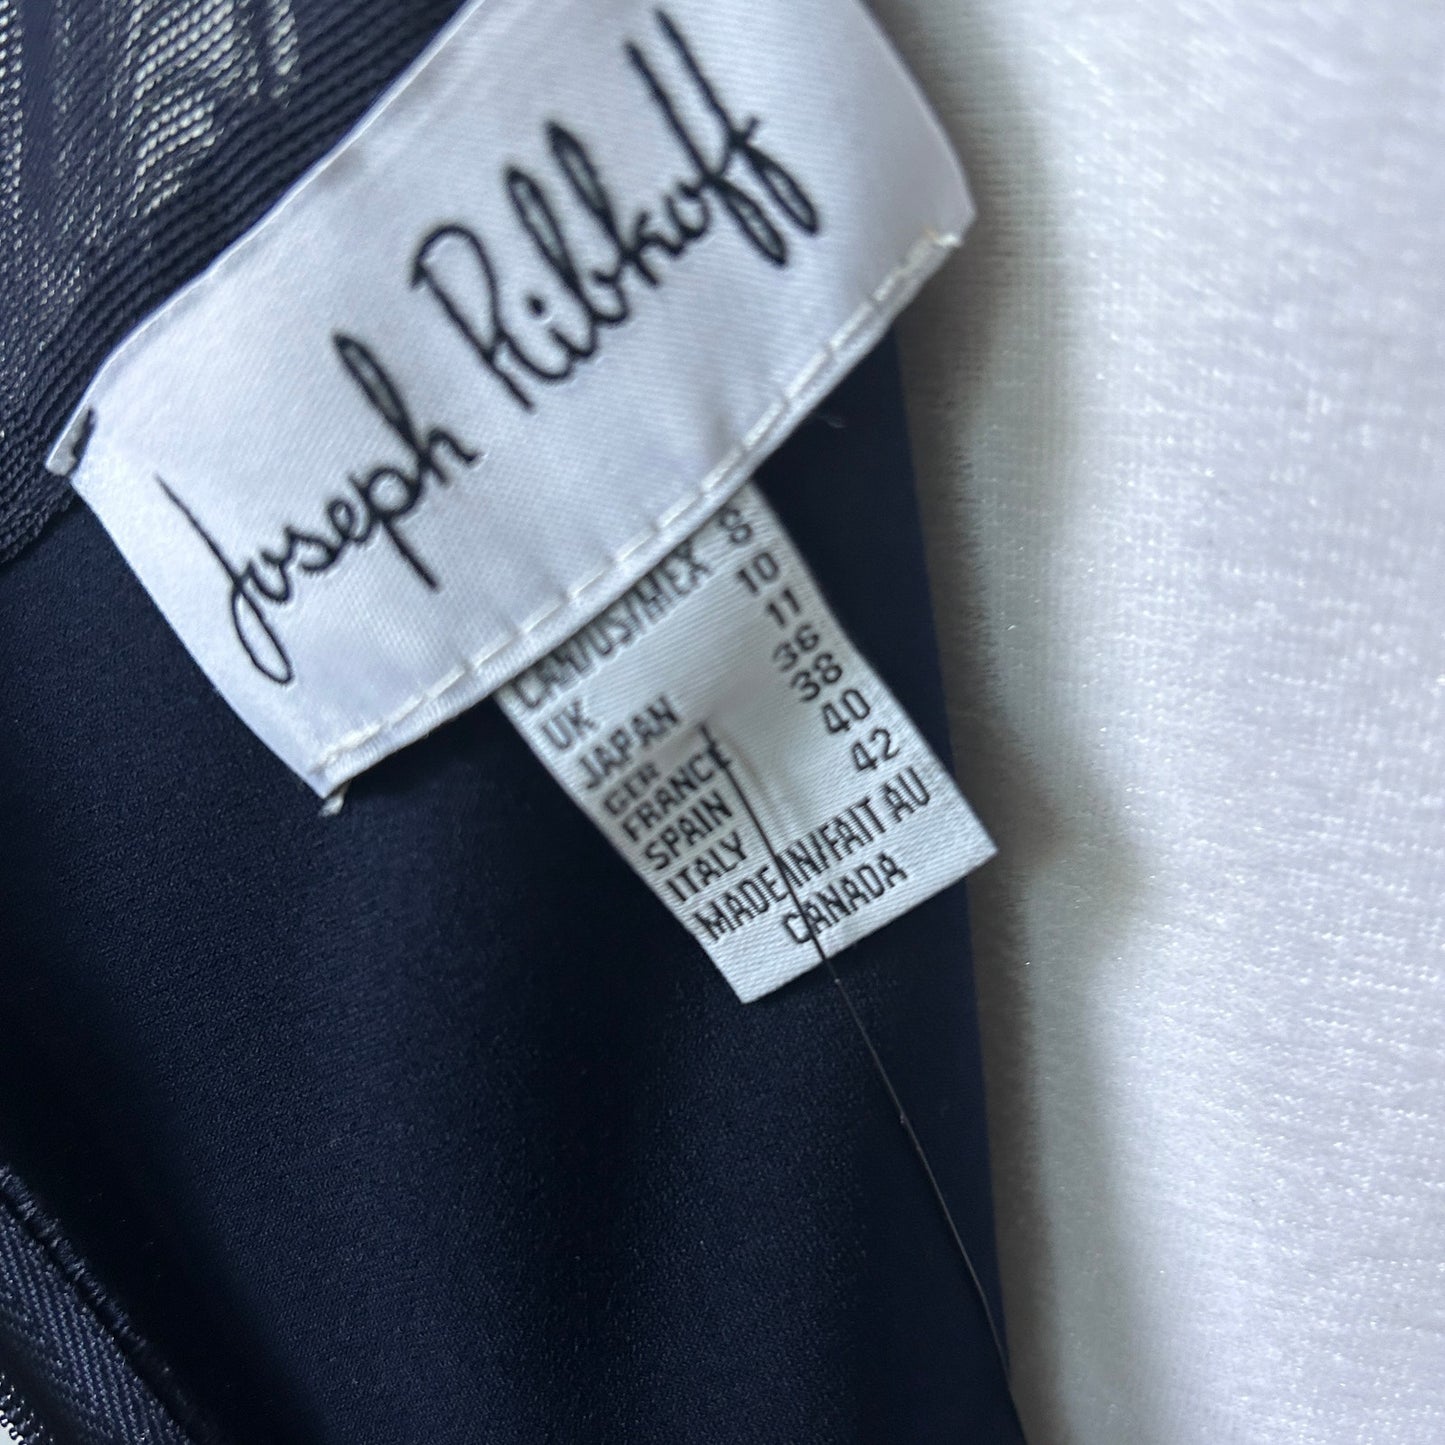 Joseph Ribkoff
CAN/US/MEX
UK 10
JAPAN 11
GER 36
FRANCE 38
SPAIN 40
ITALY 42
MADE IN/FAIT AU
CANADA